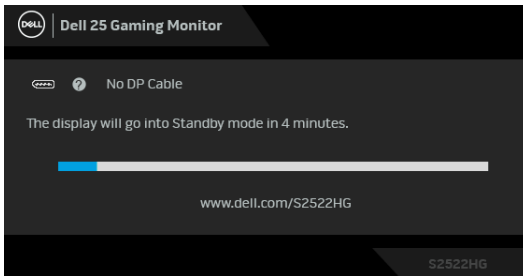 DELL
Dell 25 Gaming Monitor
? No DP Cable
The display will go into Standby mode in 4 minutes.
www.dell.com/S2522HG
S2522HG